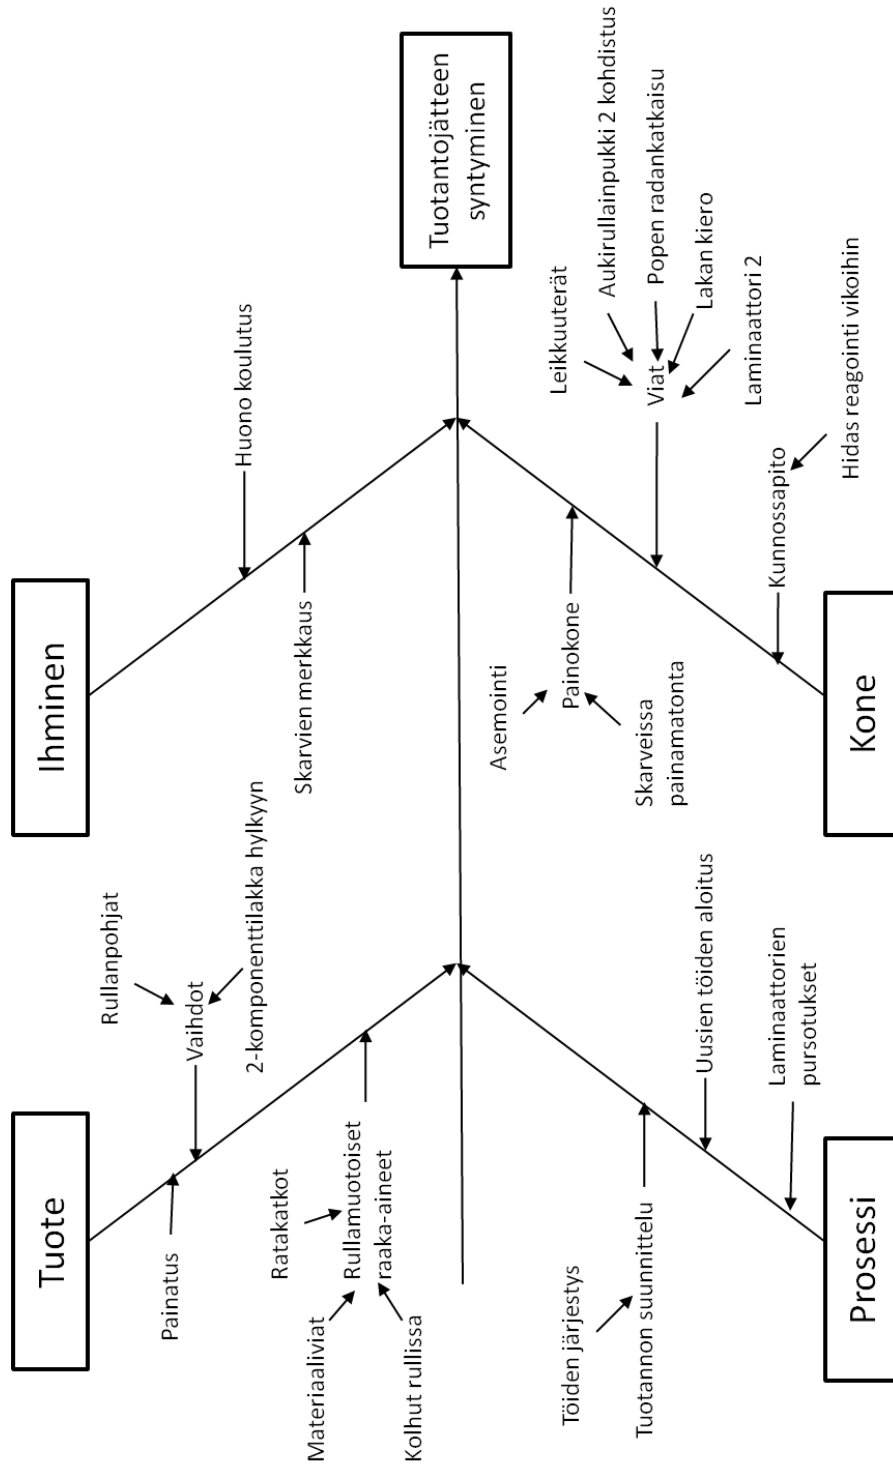 Tuote
Ihminen
Painatus
Rullanpohjat
Vaihdot
2-komponenttilakka hylkyyn
Ratakatkot
Materiaaliviat
Rullamuotoiset
raaka-aineet
Kolhut rullissa
Huono koulutus
Skarvien merkkaus
Tuotantojätteen
syntyminen
Töiden järjestys
Tuotannon suunnittelu
Uusien töiden aloitus
Laminaattorien
pursotukset
Prosessi
Asemointi
Painokone
Skarveissa
painamatonta
Leikkuuterät
Aukirullainpukki 2 kohdistus
Viat
Popen radankatkaisu
Lakan kiero
Laminaattori 2
Kunnossapito
Hidas reagointi vikoihin
Kone